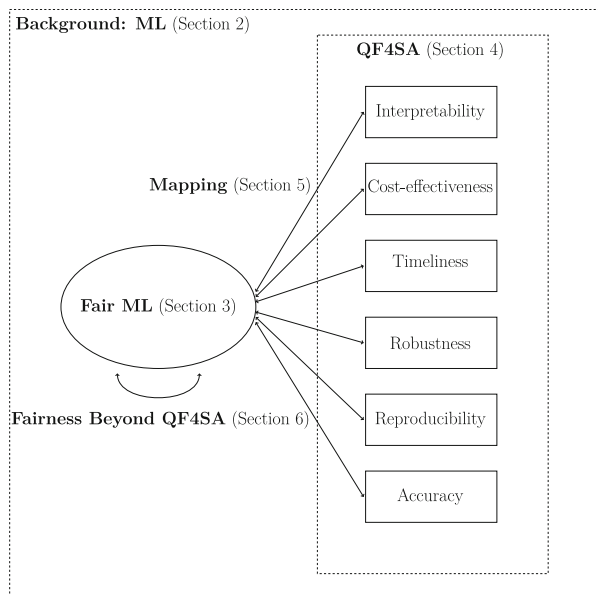 Background: ML (Section 2)
QF4SA (Section 4)
Interpretability
Mapping (Section 5)
Cost-effectiveness
Timeliness
Fair ML (Section 3)
Robustness
Fairness Beyond QF4SA (Section 6)
Reproducibility
Accuracy